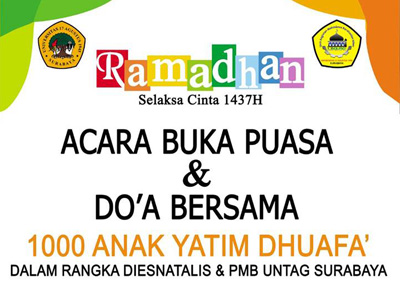 Ramadhan
Selaksa Cinta 1437H
ACARA BUKA PUASA
&
DO'A BERSAMA
1000 ANAK YATIM DHUAFA'
DALAM RANGKA DIESNATALIS & PMB UNTAG SURABAYA